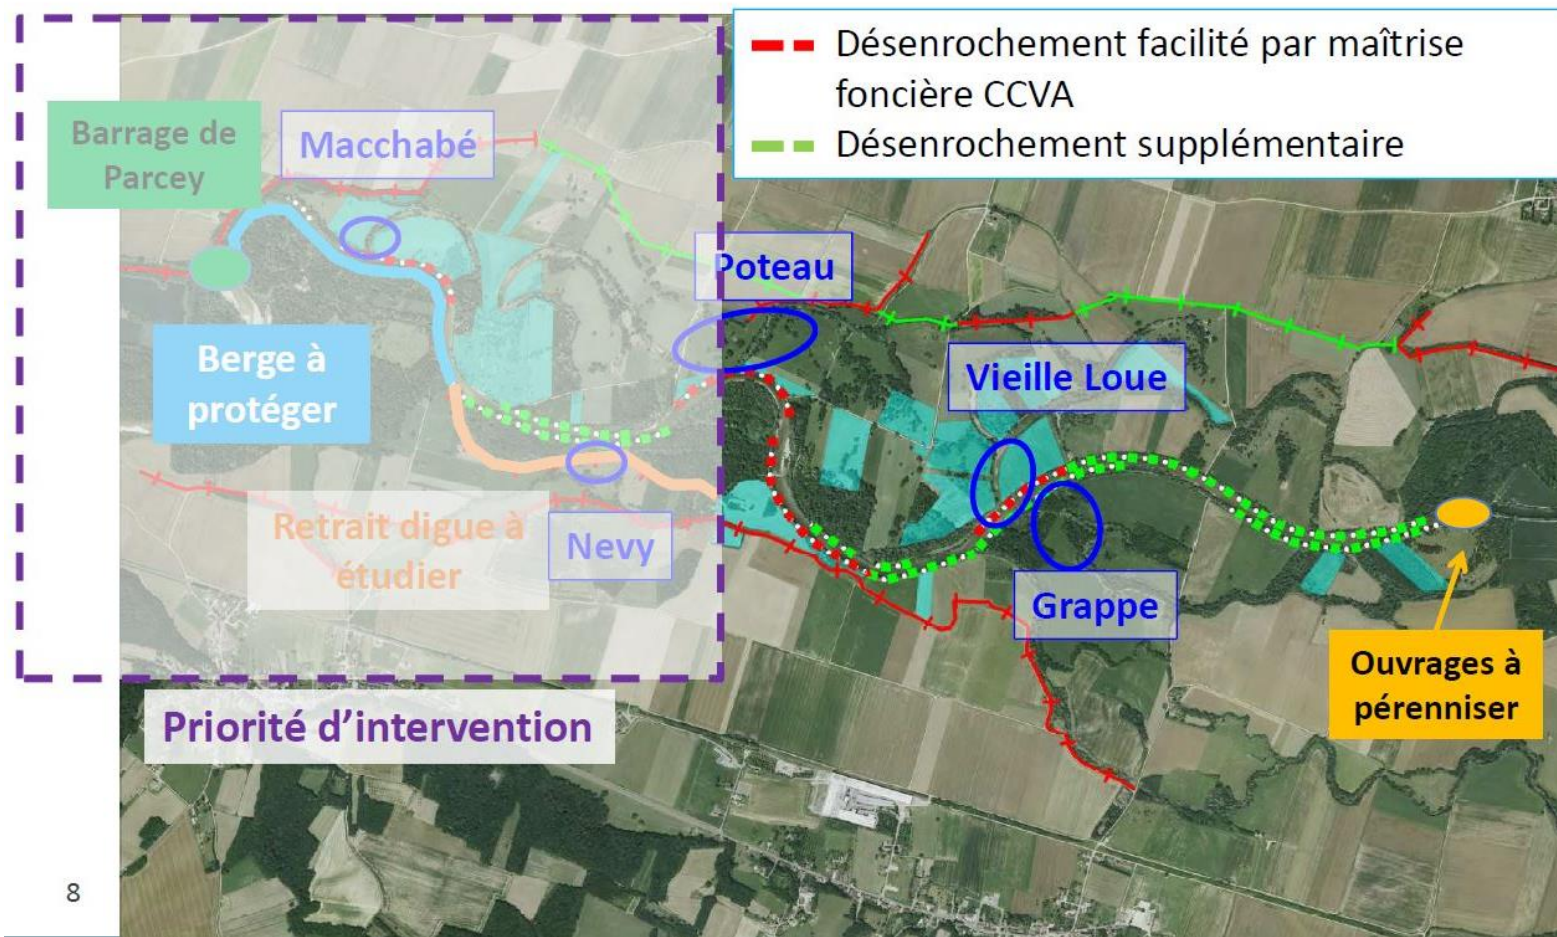 Désenrochement facilité par maîtrise
foncière CCVA
Désenrochement supplémentaire
Barrage de
Parcey
Macchabé
Poteau
Berge à
protéger
Vieille Loue
Retrait digue à
étudier
Nevy
Grappe
Ouvrages à
pérenniser
Priorité d’intervention
8